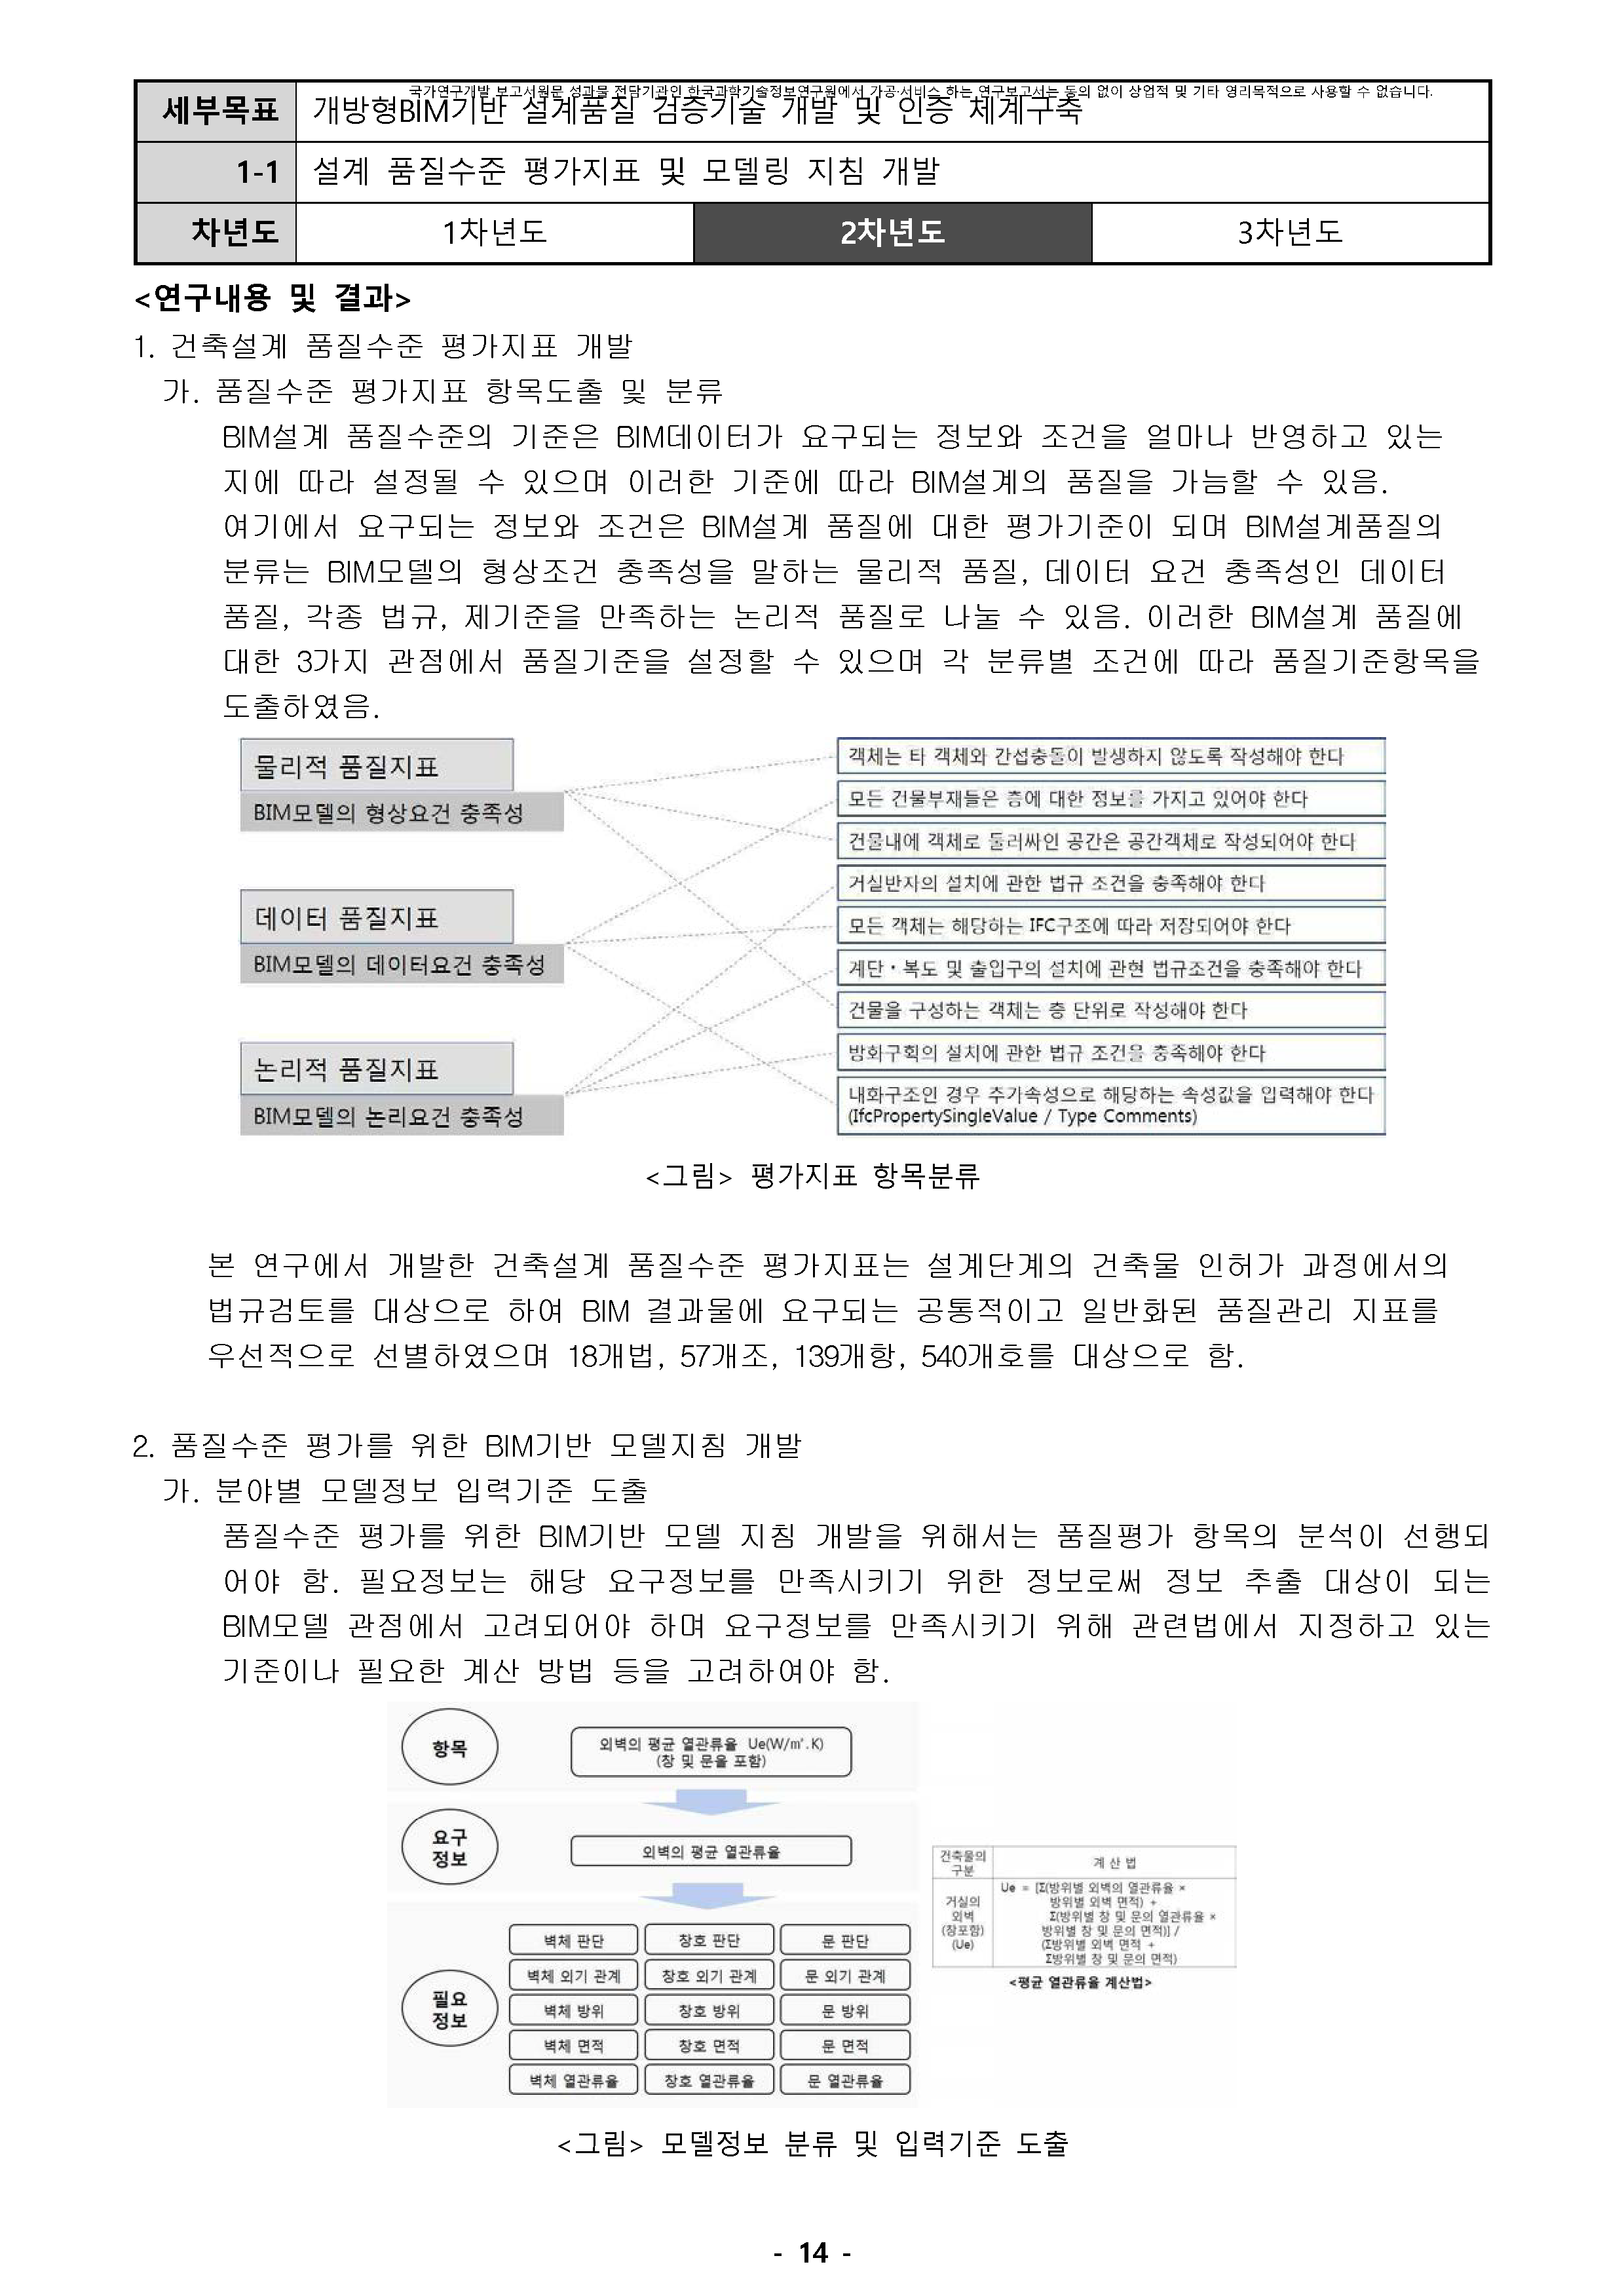 국가연구개발 보고서원문 성과물 전담기관인 한국과학기술정보연구원에서 가공·서비스 하는 연구보고서는 동의 없이 상업적 및 기타 영리목적으로 사용할 수 없습니다.
세부목표 개방형BIM기반 설계품질 검증기술 개발 및 인증 체계구축
1-1 설계 품질수준 평가지표 및 모델링 지침 개발
차년도 1차년도 2차년도 3차년도
<연구내용 및 결과>
1. 건축설계 품질수준 평가지표 개발
가. 품질수준 평가지표 항목도출 및 분류
BIM설계 품질수준의 기준은 BIM데이터가 요구되는 정보와 조건을 얼마나 반영하고 있는
지에 따라 설정될 수 있으며 이러한 기준에 따라 BIM설계의 품질을 가늠할 수 있음.
여기에서 요구되는 정보와 조건은 BIM설계 품질에 대한 평가기준이 되며 BIM설계품질의
분류는 BIM모델의 형상조건 충족성을 말하는 물리적 품질, 데이터 요건 충족성인 데이터
품질, 각종 법규, 제기준을 만족하는 논리적 품질로 나눌 수 있음. 이러한 BIM설계 품질에
대한 3가지 관점에서 품질기준을 설정할 수 있으며 각 분류별 조건에 따라 품질기준항목을
도출하였음.
물리적 품질지표
BIM모델의 형상요건 충족성
데이터 품질지표
BIM모델의 데이터요건 충족성
논리적 품질지표
BIM모델의 논리요건 충족성
객체는 타 객체와 간섭충돌이 발생하지 않도록 작성해야 한다
모든 건물부재들은 층에 대한 정보를 가지고 있어야 한다
건물내에 객체로 둘러싸인 공간은 공간객체로 작성되어야 한다
거실반자의 설치에 관한 법규 조건을 충족해야 한다
모든 객체는 해당하는 IFC구조에 따라 저장되어야 한다
계단·복도 및 출입구의 설치에 관현 법규조건을 충족해야 한다
건물을 구성하는 객체는 층 단위로 작성해야 한다
방화구획의 설치에 관한 법규 조건을 충족해야 한다
내화구조인 경우 추가속성으로 해당하는 속성값을 입력해야 한다
(IfcPropertySingleValue / Type Comments)
<그림> 평가지표 항목분류
본 연구에서 개발한 건축설계 품질수준 평가지표는 설계단계의 건축물 인허가 과정에서의
법규검토를 대상으로 하여 BIM 결과물에 요구되는 공통적이고 일반화된 품질관리 지표를
우선적으로 선별하였으며 18개법, 57개조, 139개항, 540개호를 대상으로 함.
2. 품질수준 평가를 위한 BIM기반 모델지침 개발
가. 분야별 모델정보 입력기준 도출
품질수준 평가를 위한 BIM기반 모델 지침 개발을 위해서는 품질평가 항목의 분석이 선행되
어야 함. 필요정보는 해당 요구정보를 만족시키기 위한 정보로써 정보 추출 대상이 되는
BIM모델 관점에서 고려되어야 하며 요구정보를 만족시키기 위해 관련법에서 지정하고 있는
기준이나 필요한 계산 방법 등을 고려하여야 함.
항목
외벽의 평균 열관류율 Ue(W/㎡.K)
(창 및 문을 포함)
요구
정보
외벽의 평균 열관류율
필요
정보
벽체 판단 창호 판단 문 판단
벽체 외기 관계 창호 외기 관계 문 외기 관계
벽체 방위 창호 방위 문 방위
벽체 면적 창호 면적 문 면적
벽체 열관류율 창호 열관류율 문 열관류율
건축물의
구분
계 산 법
거실의
외벽
(창포함)
(Ue)
Ue = [Σ(방위별 외벽의 열관류율 ×
방위별 외벽 면적) +
Σ(방위별 창 및 문의 열관류율 ×
방위별 창 및 문의 면적)] /
(Σ방위별 외벽 면적 +
Σ방위별 창 및 문의 면적)
<평균 열관류율 계산법>
<그림> 모델정보 분류 및 입력기준 도출
- 14 -